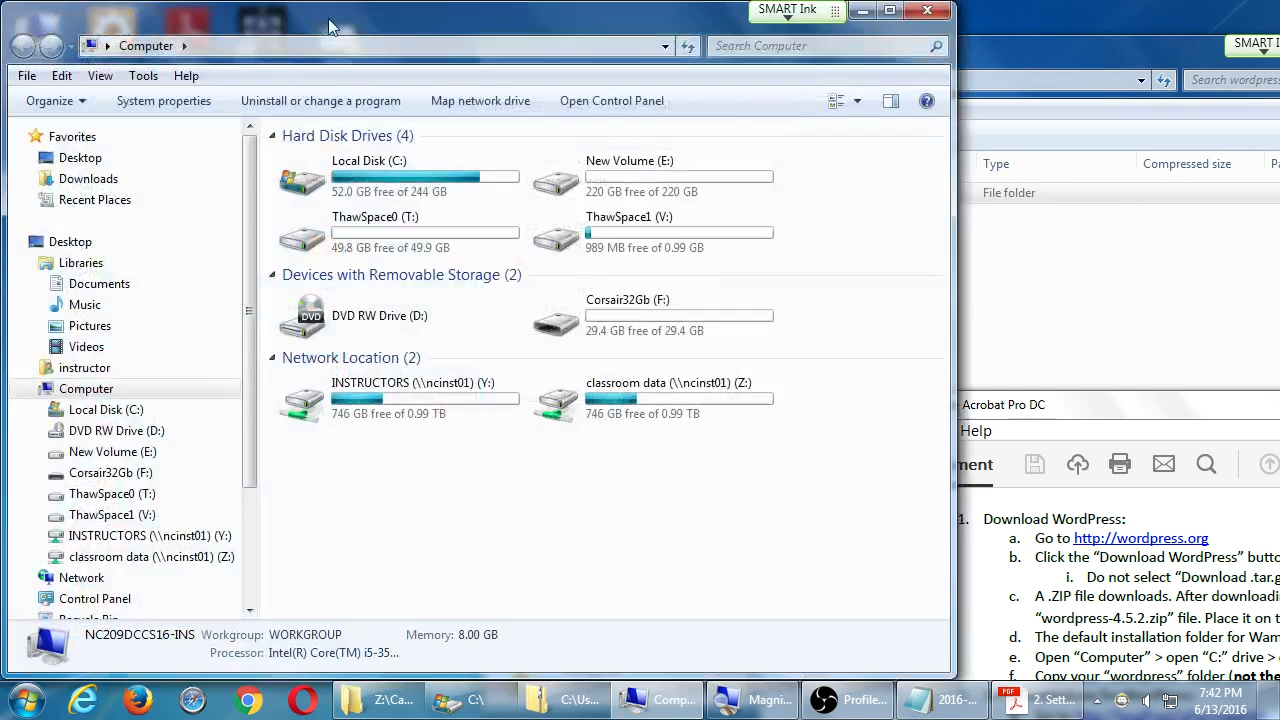 SMART Ink
SMART In
Computer
Search Computer
Search wordpress
File Edit View Tools Help
Organize System properties Uninstall or change a program Map network drive Open Control Panel
Favorites
Desktop
Downloads
Recent Places
Desktop
Libraries
Documents
Music
Pictures
Videos
instructor
Computer
Local Disk (C:)
DVD RW Drive (D:)
New Volume (E:)
Corsair32Gb (F:)
ThawSpace0 (T:)
ThawSpace1 (V:)
INSTRUCTORS (\\ncinst01) (Y:)
classroom data (\\ncinst01) (Z:)
Network
Control Panel
Hard Disk Drives (4)
Local Disk (C:)
52.0 GB free of 244 GB
New Volume (E:)
220 GB free of 220 GB
ThawSpace0 (T:)
49.8 GB free of 49.9 GB
ThawSpace1 (V:)
989 MB free of 0.99 GB
Devices with Removable Storage (2)
DVD
DVD RW Drive (D:)
Corsair32Gb (F:)
29.4 GB free of 29.4 GB
Network Location (2)
INSTRUCTORS (\\ncinst01) (Y:)
746 GB free of 0.99 TB
classroom data (\\ncinst01) (Z:)
746 GB free of 0.99 TB
NC209DCCS16-INS Workgroup: WORKGROUP Memory: 8.00 GB
Processor: Intel(R) Core(TM) i5-35...
Type Compressed size
File folder
Acrobat Pro DC
Help
ment
1. Download WordPress:
a. Go to http://wordpress.org
b. Click the “Download WordPress” butto
i. Do not select “Download .tar.g
c. A .ZIP file downloads. After downloadin
“wordpress-4.5.2.zip” file. Place it on t
d. The default installation folder for Wam
e. Open “Computer” > open “C:” drive >
f. Copy your “wordpress” folder (not the
Z:\Ca... C:\ C:\Us... Comp... Magni... Profile... 2016-... PDF 2. Sett... 7:42 PM
6/13/2016